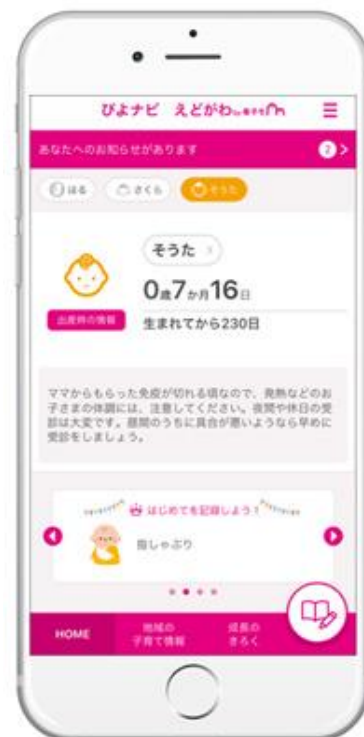 ぴよナビ えどがわby母子モ
あなたへのお知らせがあります 2
はる さくら そうた
そうた
0歳7か月16日
出産時の情報
生まれてから230日
ママからもらった免疫が切れる頃なので、発熱などのお
子さまの体調には、注意してください。夜間や休日の受
診は大変です。昼間のうちに具合が悪いようなら早めに
受診をしましょう。
はじめてを記録しよう!
指しゃぶり
HOME 地域の 成長の
子育て情報 きろく